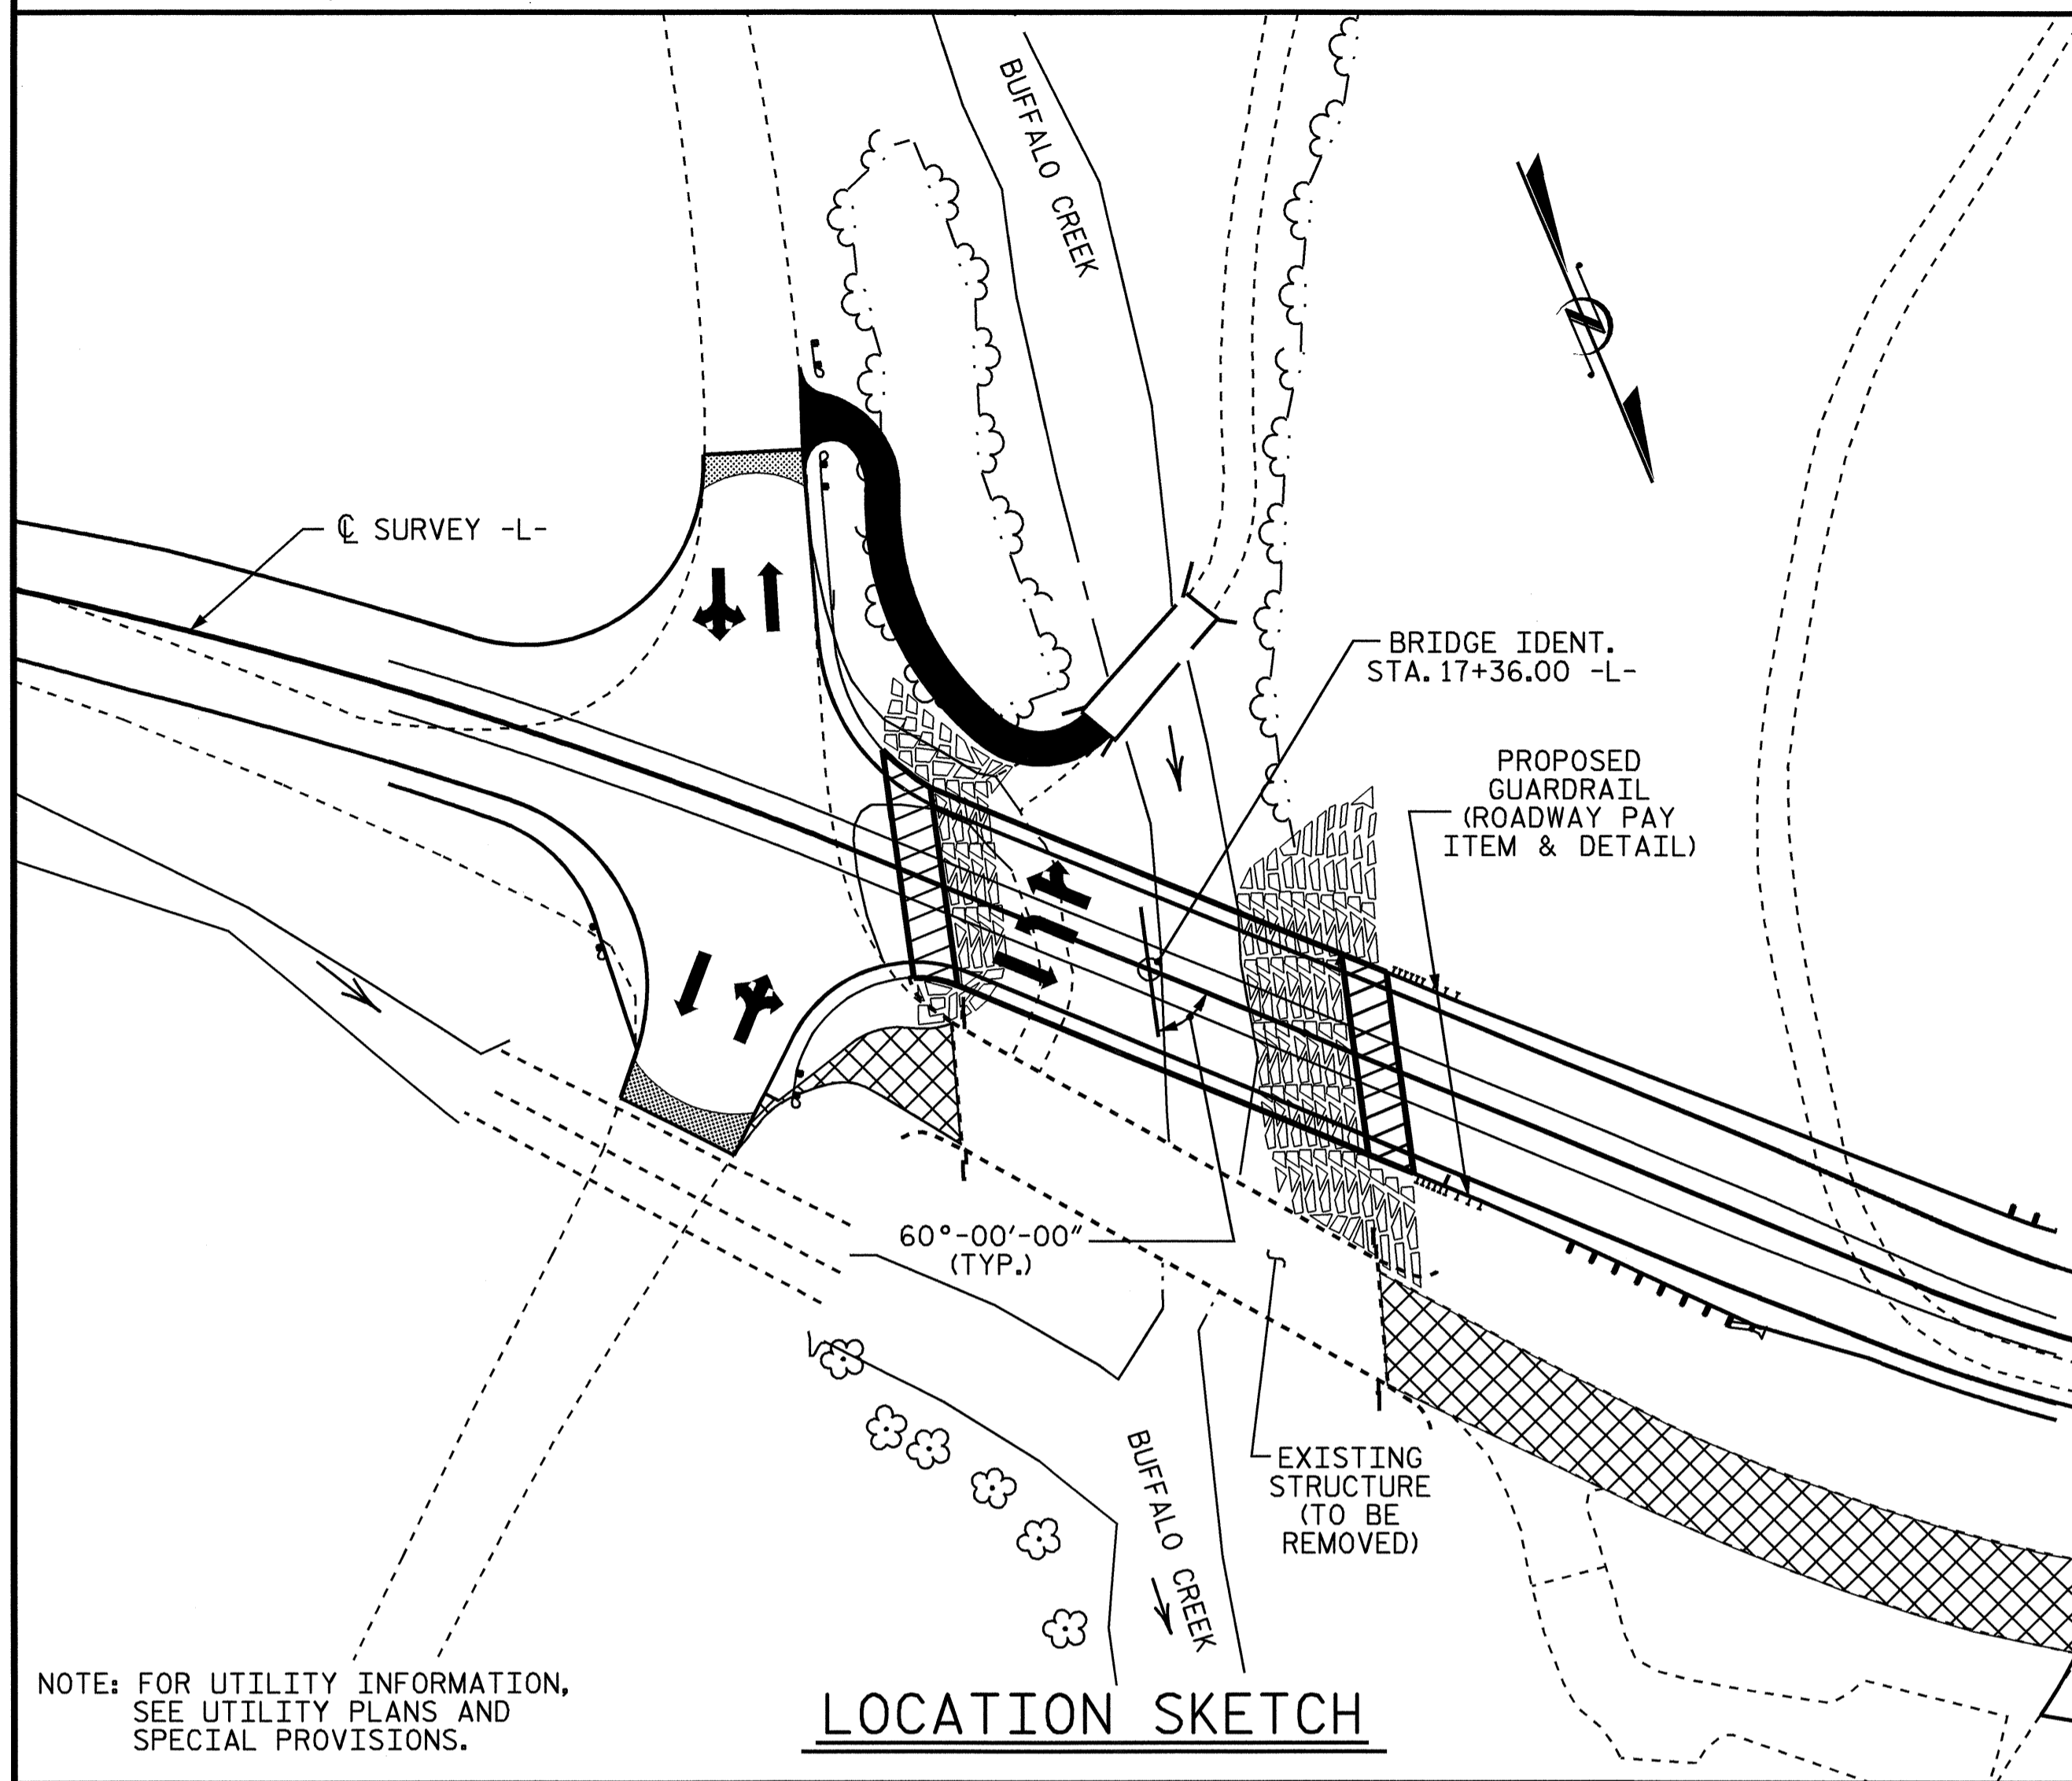 BUFFALO CREEK
℄ SURVEY -L-
N
BRIDGE IDENT.
STA. 17+36.00 -L-
PROPOSED
GUARDRAIL
(ROADWAY PAY
ITEM & DETAIL)
60°-00'-00"
(TYP.)
EXISTING
STRUCTURE
(TO BE
REMOVED)
BUFFALO CREEK
NOTE: FOR UTILITY INFORMATION,
SEE UTILITY PLANS AND
SPECIAL PROVISIONS.
LOCATION SKETCH